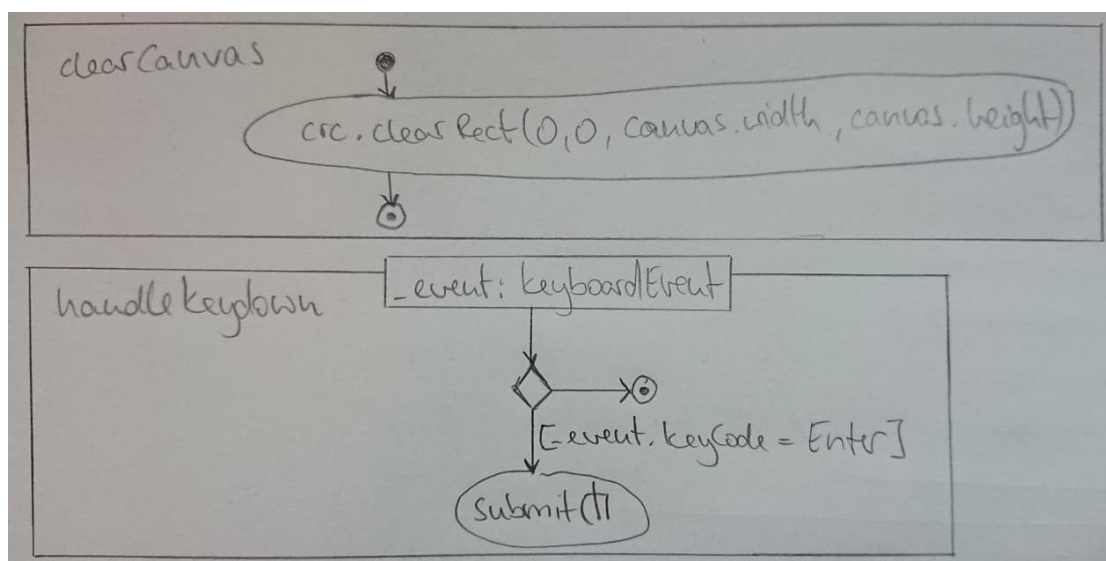 clearCanvas
crc.clearRect(0,0, canvas.width, canvas.height)
_event: KeyboardEvent
handleKeydown
[_event.keyCode = Enter]
submit()